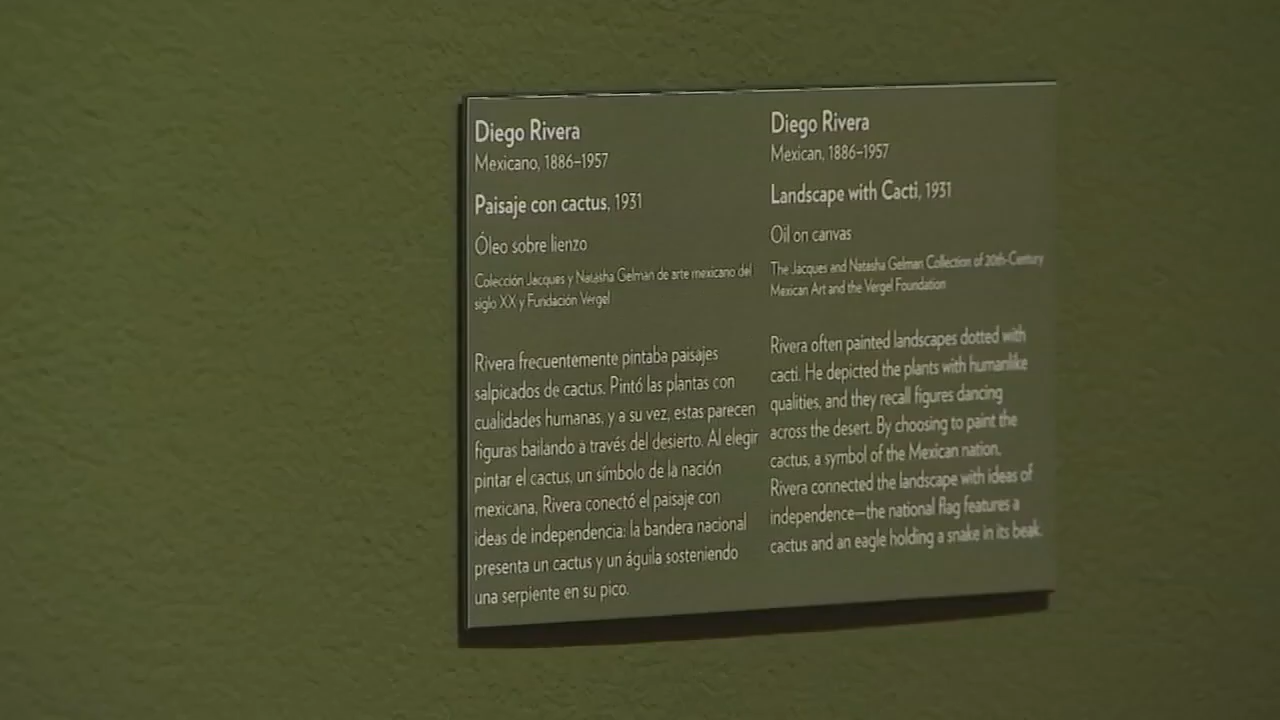 Diego Rivera
Mexicano, 1886–1957
Paisaje con cactus, 1931
Óleo sobre lienzo
Colección Jacques y Natasha Gelman de arte mexicano del
siglo XX y Fundación Vergel
Rivera frecuentemente pintaba paisajes
salpicados de cactus. Pintó las plantas con
cualidades humanas, y a su vez, estas parecen
figuras bailando a través del desierto. Al elegir
pintar el cactus, un símbolo de la nación
mexicana, Rivera conectó el paisaje con
ideas de independencia: la bandera nacional
presenta un cactus y un águila sosteniendo
una serpiente en su pico.
Diego Rivera
Mexican, 1886–1957
Landscape with Cacti, 1931
Oil on canvas
The Jacques and Natasha Gelman Collection of 20th-Century
Mexican Art and the Vergel Foundation
Rivera often painted landscapes dotted with
cacti. He depicted the plants with humanlike
qualities, and they recall figures dancing
across the desert. By choosing to paint the
cactus, a symbol of the Mexican nation,
Rivera connected the landscape with ideas of
independence—the national flag features a
cactus and an eagle holding a snake in its beak.